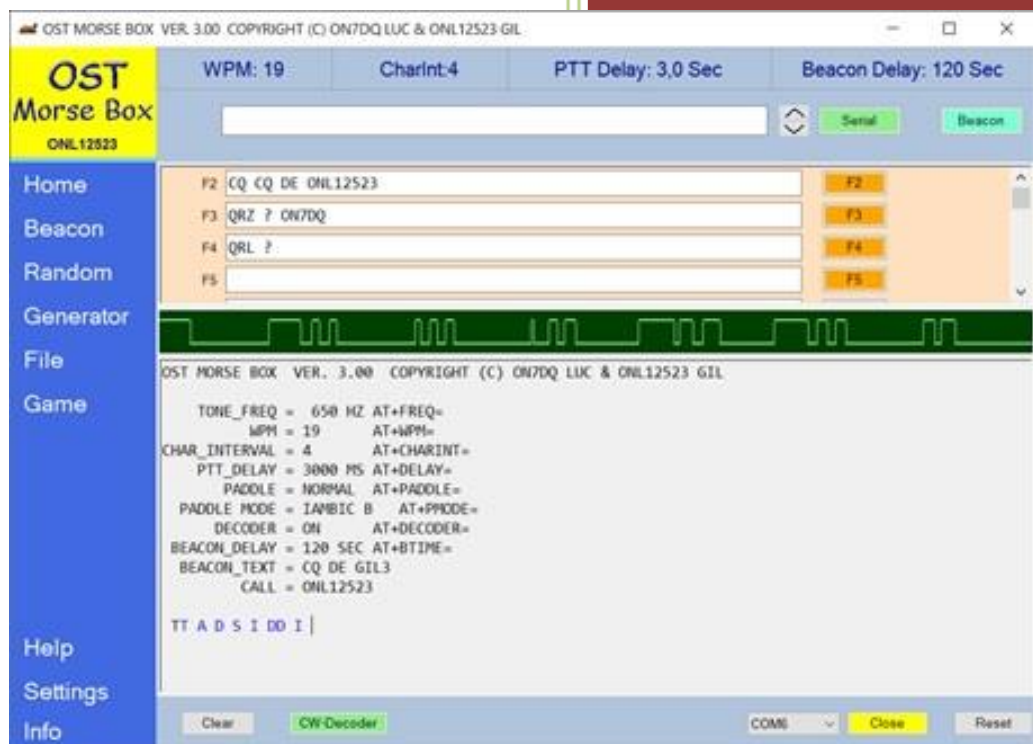 OST MORSE BOX VER. 3.00 COPYRIGHT (C) ON7DQ LUC & ONL12523 GIL
OST
Morse Box
ONL12523
WPM: 19 CharInt:4 PTT Delay: 3,0 Sec Beacon Delay: 120 Sec
Serial Beacon
Home
Beacon
Random
Generator
File
Game
Help
Settings
Info
F2 CQ CQ DE ONL12523 F2
F3 QRZ ? ON7DQ F3
F4 QRL ? F4
F5 F5
OST MORSE BOX VER. 3.00 COPYRIGHT (C) ON7DQ LUC & ONL12523 GIL
TONE_FREQ = 650 HZ AT+FREQ=
WPM = 19 AT+WPM=
CHAR_INTERVAL = 4 AT+CHARINT=
PTT_DELAY = 3000 MS AT+DELAY=
PADDLE = NORMAL AT+PADDLE=
PADDLE MODE = IAMBIC B AT+PMODE=
DECODER = ON AT+DECODER=
BEACON_DELAY = 120 SEC AT+BTIME=
BEACON_TEXT = CQ DE GIL3
CALL = ONL12523
TT A D S I DD I
Clear CW-Decoder COM6 Close Reset